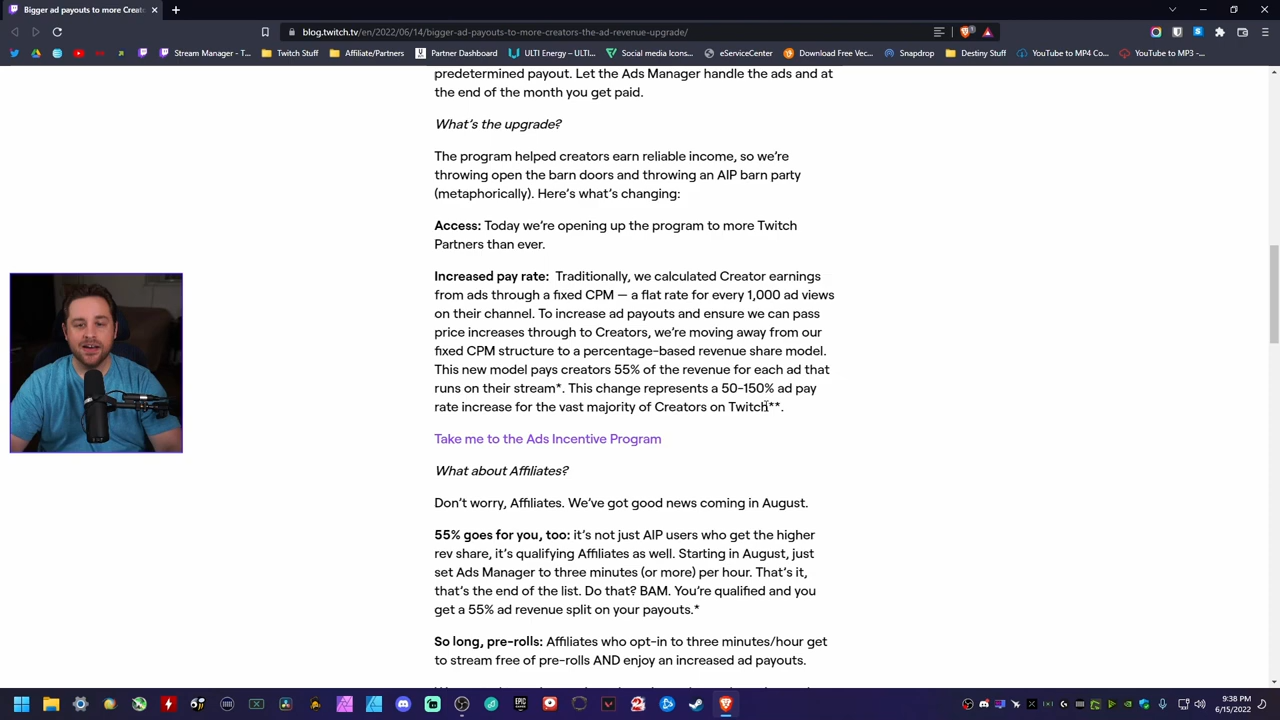 Bigger ad payouts to more Creat
blog.twitch.tv/en/2022/06/14/bigger-ad-payouts-to-more-creators-the-ad-revenue-upgrade/
Stream Manager - T...
Twitch Stuff
Affiliate/Partners
Partner Dashboard
ULTI Energy – ULTI...
Social media icons
eServiceCenter
Download Free Vec...
Snapdrop
Destiny Stuff
YouTube to MP4 Co...
YouTube to MP3 -...
predetermined payout. Let the Ads Manager handle the ads and at
the end of the month you get paid.
What's the upgrade?
The program helped creators earn reliable income, so we're
throwing open the barn doors and throwing an AIP barn party
(metaphorically). Here's what's changing:
Access: Today we're opening up the program to more Twitch
Partners than ever.
Increased pay rate: Traditionally, we calculated Creator earnings
from ads through a fixed CPM — a flat rate for every 1,000 ad views
on their channel. To increase ad payouts and ensure we can pass
price increases through to Creators, we're moving away from our
fixed CPM structure to a percentage-based revenue share model.
This new model pays creators 55% of the revenue for each ad that
runs on their stream*. This change represents a 50-150% ad pay
rate increase for the vast majority of Creators on Twitch**.
Take me to the Ads Incentive Program
What about Affiliates?
Don't worry, Affiliates. We've got good news coming in August.
55% goes for you, too: it's not just AIP users who get the higher
rev share, it's qualifying Affiliates as well. Starting in August, just
set Ads Manager to three minutes (or more) per hour. That's it,
that's the end of the list. Do that? BAM. You're qualified and you
get a 55% ad revenue split on your payouts.*
So long, pre-rolls: Affiliates who opt-in to three minutes/hour get
to stream free of pre-rolls AND enjoy an increased ad payouts.
9:38 PM
6/15/2022